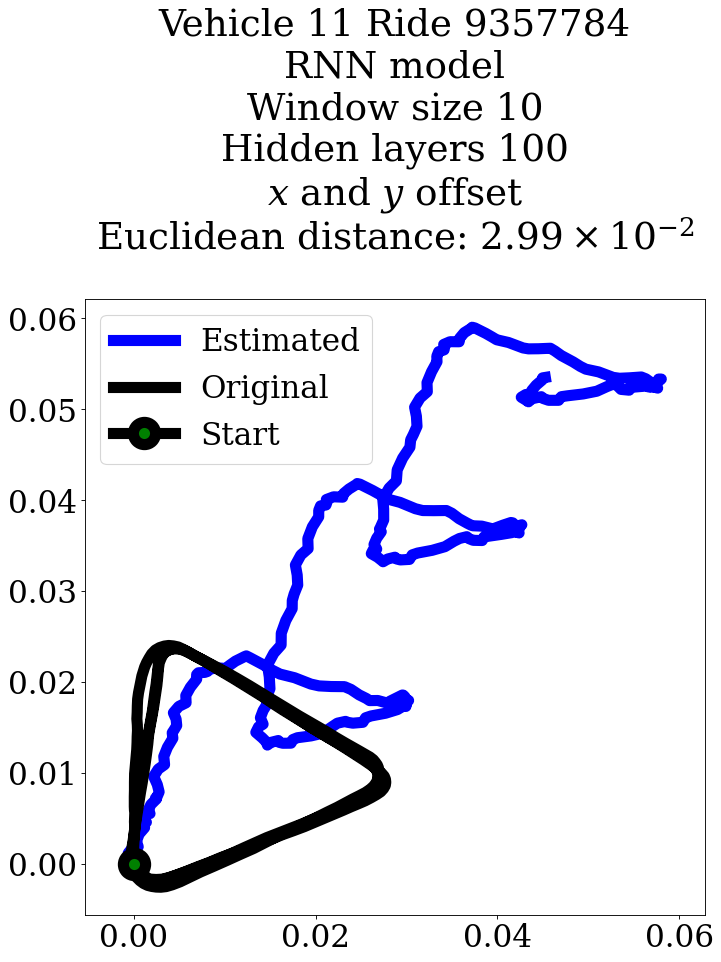 Vehicle 11 Ride 9357784
RNN model
Window size 10
Hidden layers 100
x and y offset
Euclidean distance: 2.99 × 10⁻²
Estimated
Original
Start
0.06
0.05
0.04
0.03
0.02
0.01
0.00
0.00 0.02 0.04 0.06